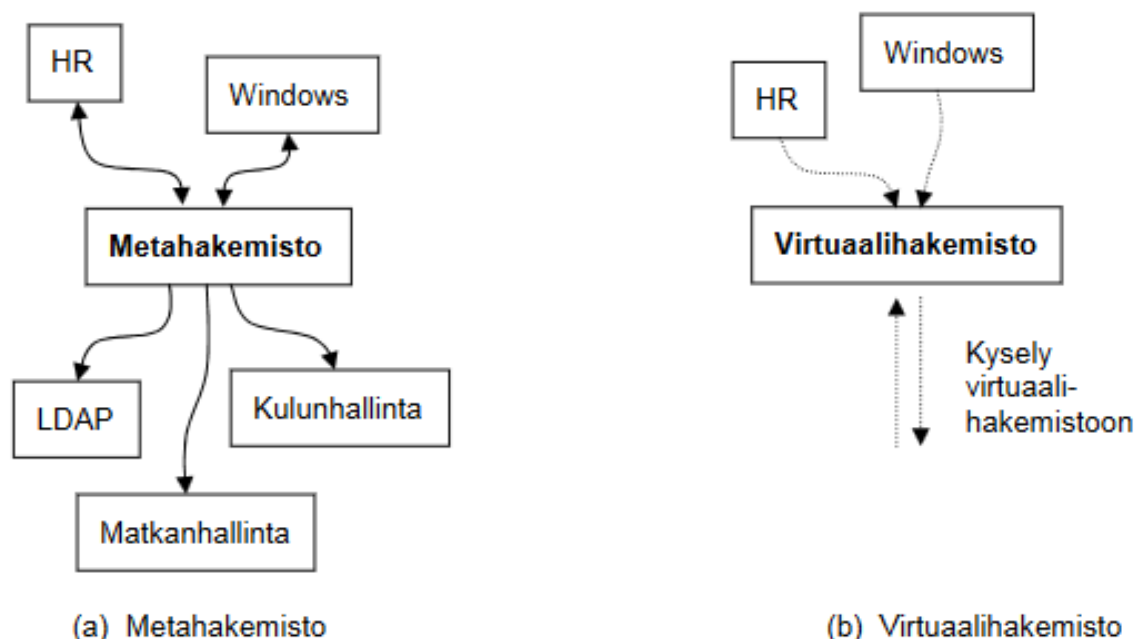 HR
Windows
Metahakemisto
LDAP
Kulunhallinta
Matkanhallinta
(a) Metahakemisto
Windows
HR
Virtuaalihakemisto
Kysely
virtuaali-
hakemistoon
(b) Virtuaalihakemisto